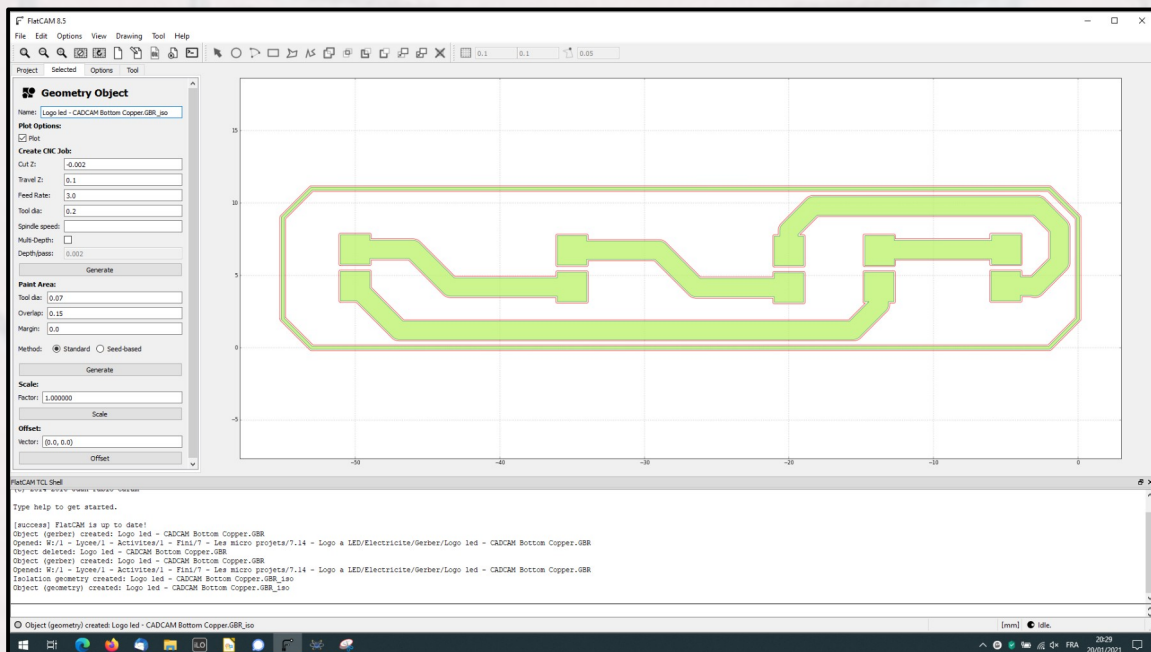 FlatCAM 8.5
File Edit Options View Drawing Tool Help
0.1 0.1 0.05
Project Selected Options Tool
Geometry Object
Name: Logo led - CADCAM Bottom Copper.GBR_iso
Plot Options:
Plot
Create CNC Job:
Cut Z: -0.002
Travel Z: 0.1
Feed Rate: 3.0
Tool dia: 0.2
Spindle speed:
Multi-Depth:
Depth/pass: 0.002
Generate
Paint Area:
Tool dia: 0.07
Overlap: 0.15
Margin: 0.0
Method: Standard Seed-based
Generate
Scale:
Factor: 1.000000
Scale
Offset:
Vector: (0.0, 0.0)
Offset
15
10
5
0
−5
−50 −40 −30 −20 −10 0
FlatCAM TCL Shell
Type help to get started.
[success] FlatCAM is up to date!
Object (gerber) created: Logo led - CADCAM Bottom Copper.GBR
Opened: W:/1 - Lycee/1 - Activites/1 - Fini/7 - Les micro projets/7.14 - Logo a LED/Electricite/Gerber/Logo led - CADCAM Bottom Copper.GBR
Object deleted: Logo led - CADCAM Bottom Copper.GBR
Object (gerber) created: Logo led - CADCAM Bottom Copper.GBR
Opened: W:/1 - Lycee/1 - Activites/1 - Fini/7 - Les micro projets/7.14 - Logo a LED/Electricite/Gerber/Logo led - CADCAM Bottom Copper.GBR
Isolation geometry created: Logo led - CADCAM Bottom Copper.GBR_iso
Object (geometry) created: Logo led - CADCAM Bottom Copper.GBR_iso
Object (geometry) created: Logo led - CADCAM Bottom Copper.GBR_iso [mm] Idle.
iLO
FRA 20:29
20/01/2021